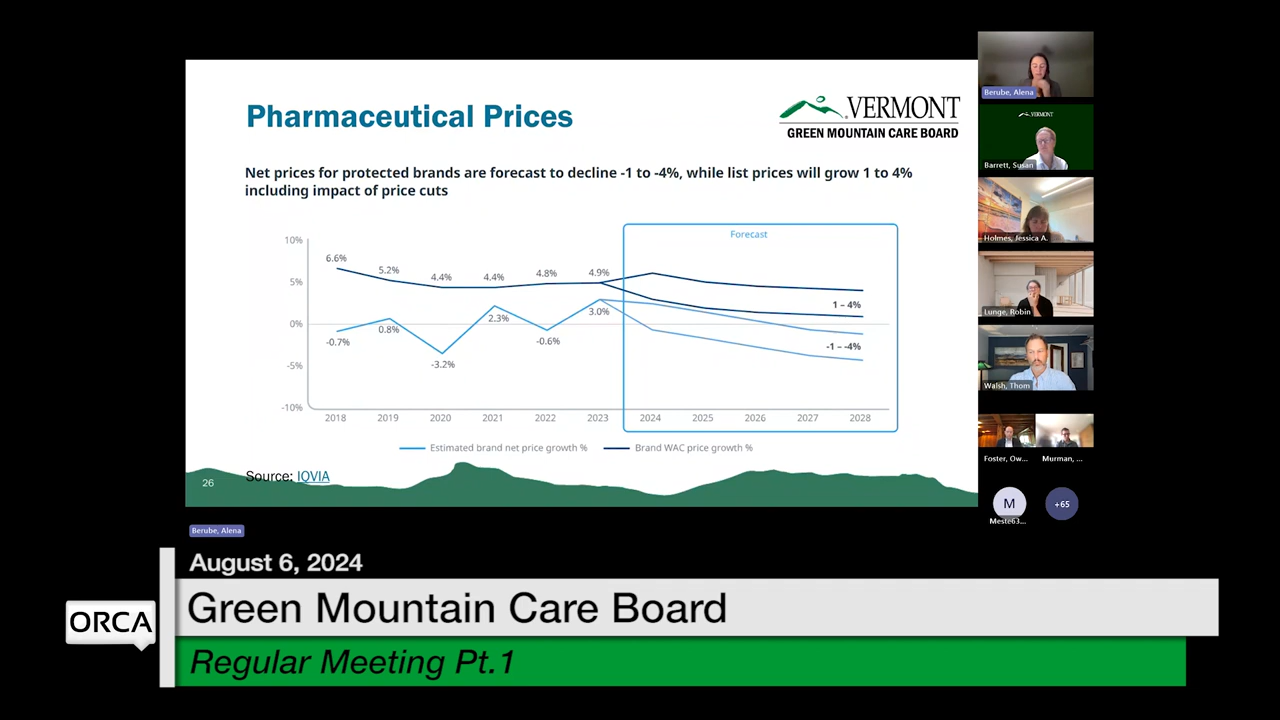 Pharmaceutical Prices
VERMONT
GREEN MOUNTAIN CARE BOARD
Net prices for protected brands are forecast to decline -1 to -4%, while list prices will grow 1 to 4%
including impact of price cuts
Forecast
10%
5%
0%
-5%
-10%
6.6%
5.2%
4.4%
4.4%
4.8%
4.9%
-0.7%
0.8%
-3.2%
2.3%
-0.6%
3.0%
1 – 4%
-1 – -4%
2018 2019 2020 2021 2022 2023 2024 2025 2026 2027 2028
Estimated brand net price growth % Brand WAC price growth %
Source: IQVIA
26
Berube, Alena
VERMONT
Barrett, Susan
Holmes, Jessica A.
Lunge, Robin
Walsh, Thom
Foster, Ow... Murman, ...
M +65
Meste63...
Berube, Alena
August 6, 2024
ORCA
Green Mountain Care Board
Regular Meeting Pt.1